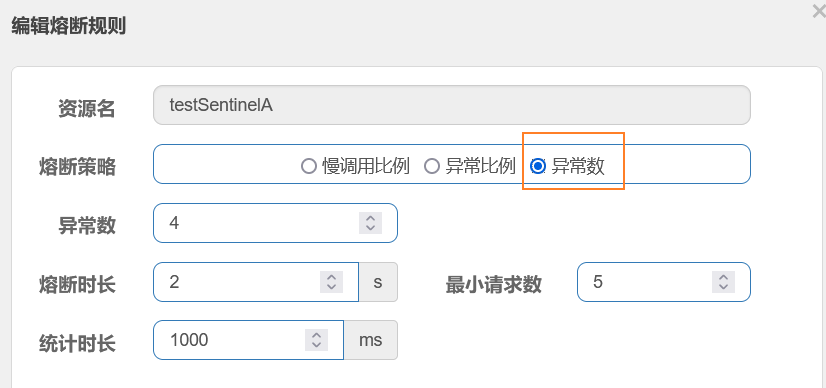 编辑熔断规则
资源名 testSentinelA
熔断策略 慢调用比例 异常比例 异常数
异常数 4
熔断时长 2 s 最小请求数 5
统计时长 1000 ms